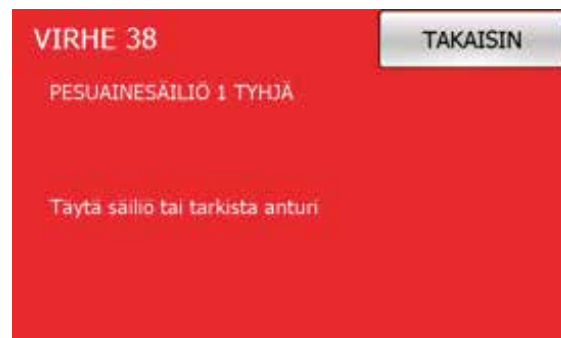 VIRHE 38
TAKAISIN
PESUAINESÄILIÖ 1 TYHJÄ
Täytä säiliö tai tarkista anturi